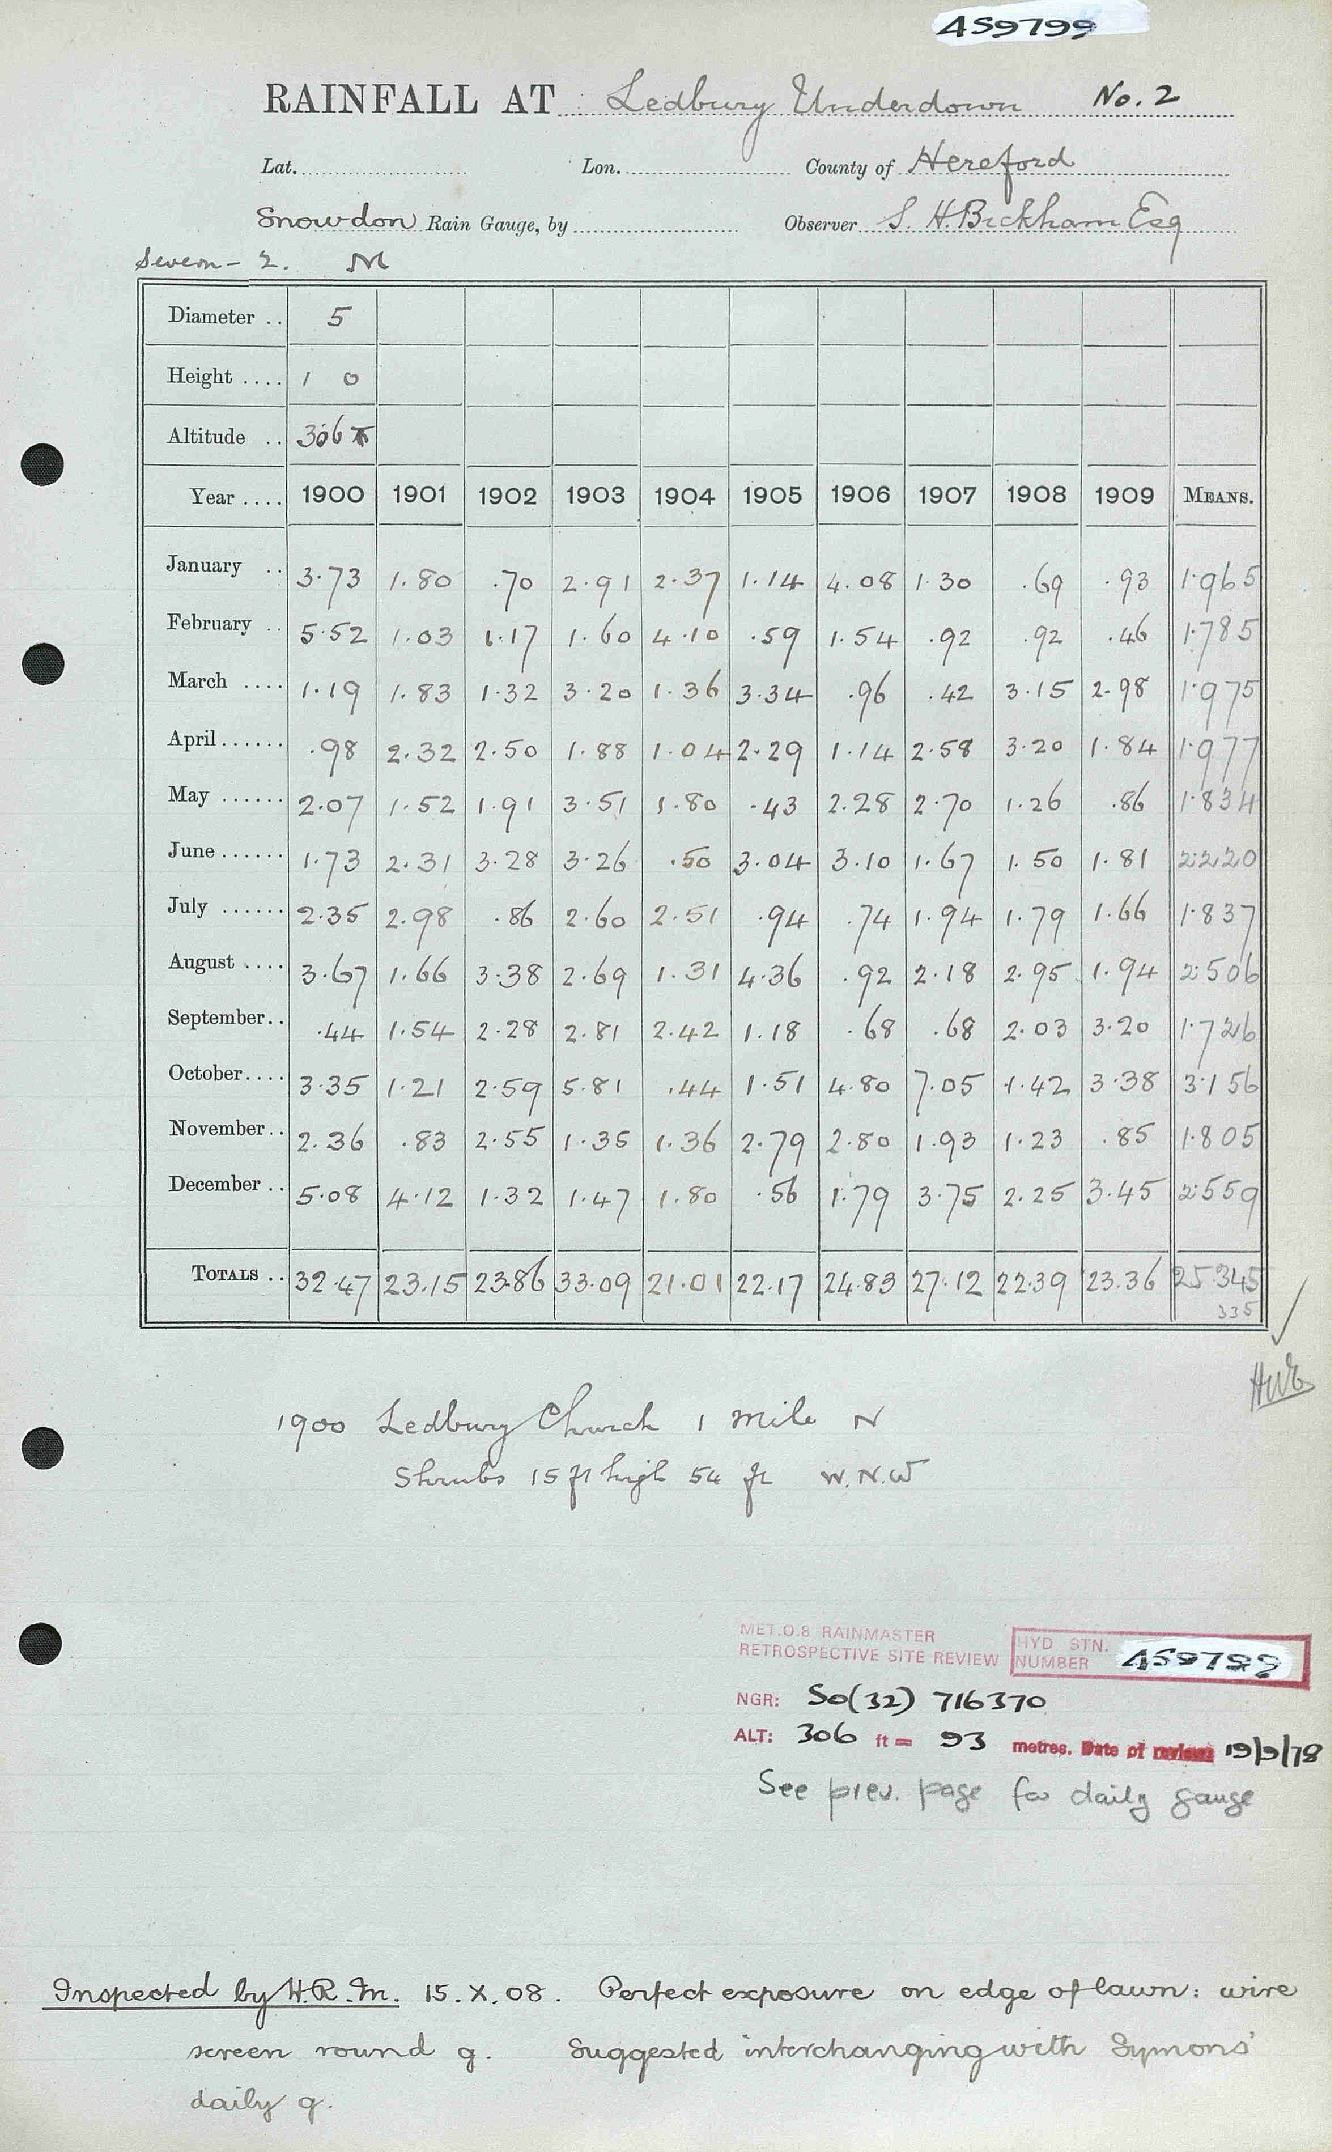 459799
RAINFALL AT Ledbury Underdown No. 2
Lat. Lon. County of Hereford
Snowdon Rain Gauge, by Observer S. H. Bickham Esq
Severn - 2. M
Diameter .. 5
Height .... 1 0
Altitude .. 306
Year .... 1900 1901 1902 1903 1904 1905 1906 1907 1908 1909 MEANS.
January .. 3.73 1.80 .70 2.91 2.37 1.14 4.08 1.30 .69 .93 1.965
February .. 5.52 1.03 1.17 1.60 4.10 .59 1.54 .92 .92 .46 1.785
March .... 1.19 1.83 1.32 3.20 1.36 3.34 .96 .42 3.15 2.98 1.975
April ...... .98 2.32 2.50 1.88 1.04 2.29 1.14 2.58 3.20 1.84 1.977
May ...... 2.07 1.52 1.91 3.51 1.80 .43 2.28 2.70 1.26 .86 1.834
June ...... 1.73 2.31 3.28 3.26 .50 3.04 3.10 1.67 1.50 1.81 2.220
July ...... 2.35 2.98 .86 2.60 2.51 .94 .74 1.94 1.79 1.66 1.837
August .... 3.67 1.66 3.38 2.69 1.31 4.36 .92 2.18 2.95 1.94 2.506
September .. .44 1.54 2.28 2.81 2.42 1.18 .68 .68 2.03 3.20 1.726
October .... 3.35 1.21 2.59 5.81 .44 1.51 4.80 7.05 1.42 3.38 3.156
November .. 2.36 .83 2.55 1.35 1.36 2.79 2.80 1.93 1.23 .85 1.805
December .. 5.08 4.12 1.32 1.47 1.80 .56 1.79 3.75 2.25 3.45 2.559
TOTALS .. 32.47 23.15 23.86 33.09 21.01 22.17 24.83 27.12 22.39 23.36 25.345
335
1900 Ledbury Church 1 mile N
Shrubs 15 ft high 54 ft W.N.W
MET.O.8 RAINMASTER
RETROSPECTIVE SITE REVIEW
HYD STN. NUMBER 459799
NGR: SO(32) 716370
ALT: 306 ft = 93 metres. Date of review 19/9/78
See prev. page for daily gauge
Inspected by H.R.M. 15.X.08. Perfect exposure on edge of lawn: wire
screen round g. Suggested interchanging with Symons'
daily g.